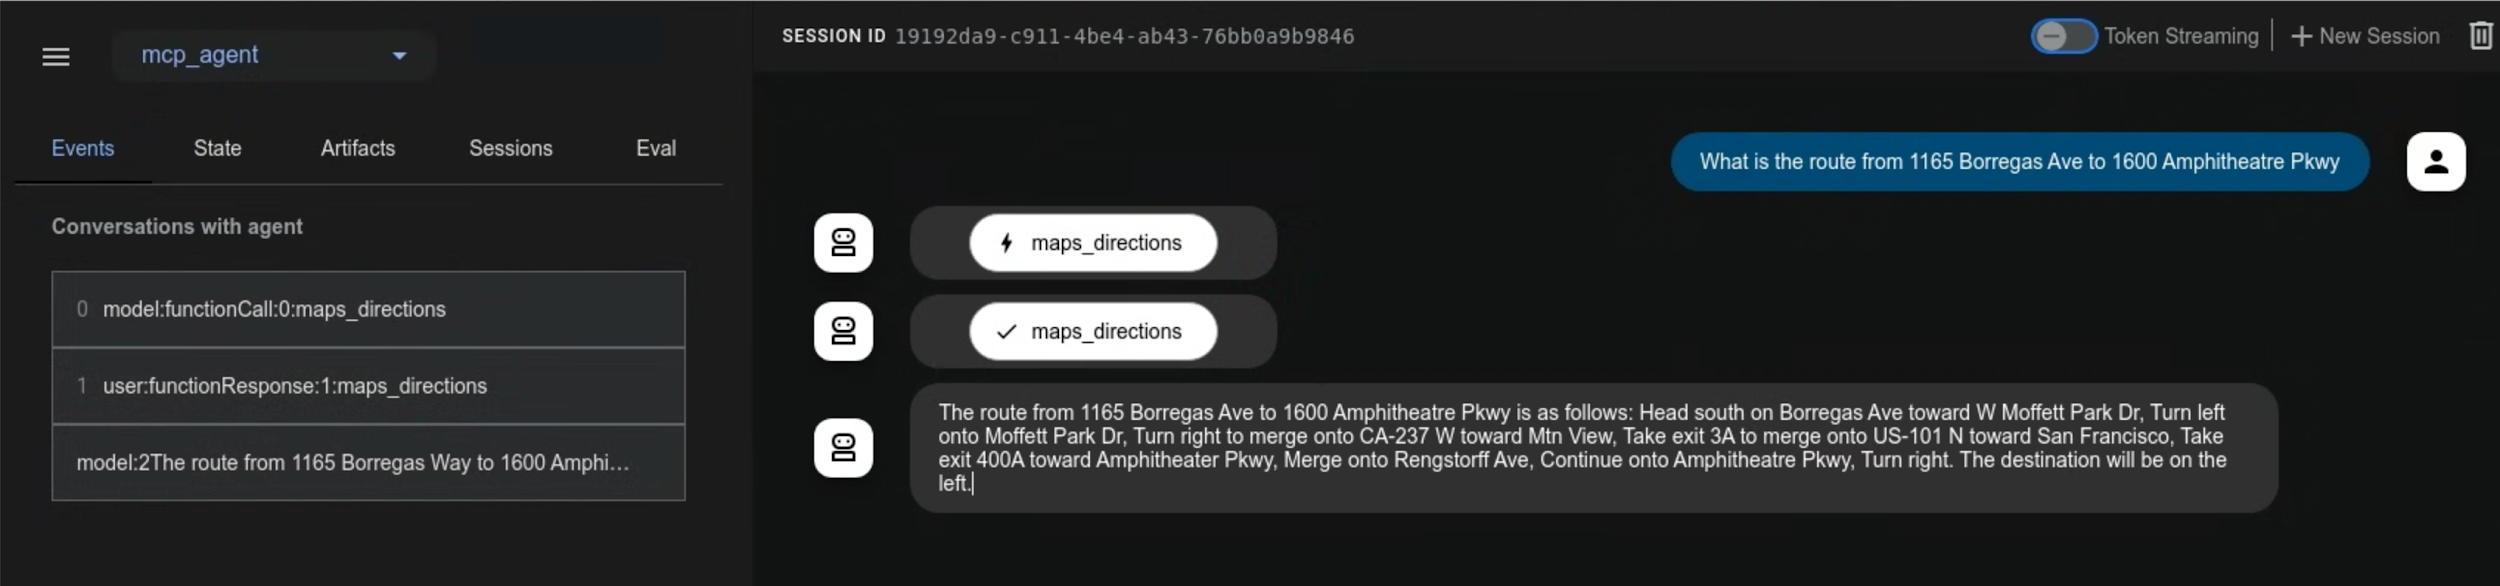 mcp_agent
SESSION ID 19192da9-c911-4be4-ab43-76bb0a9b9846
Token Streaming
New Session
Events
State
Artifacts
Sessions
Eval
Conversations with agent
0 model:functionCall:0:maps_directions
1 user:functionResponse:1:maps_directions
model:2The route from 1165 Borregas Way to 1600 Amphi...
What is the route from 1165 Borregas Ave to 1600 Amphitheatre Pkwy
maps_directions
maps_directions
The route from 1165 Borregas Ave to 1600 Amphitheatre Pkwy is as follows: Head south on Borregas Ave toward W Moffett Park Dr, Turn left
onto Moffett Park Dr, Turn right to merge onto CA-237 W toward Mtn View, Take exit 3A to merge onto US-101 N toward San Francisco, Take
exit 400A toward Amphitheater Pkwy, Merge onto Rengstorff Ave, Continue onto Amphitheatre Pkwy, Turn right. The destination will be on the
left.